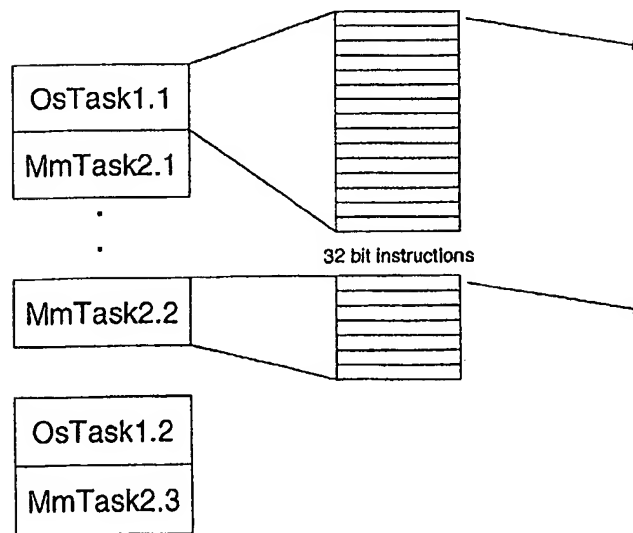 OsTask1.1
MmTask2.1
32 bit instructions
MmTask2.2
OsTask1.2
MmTask2.3